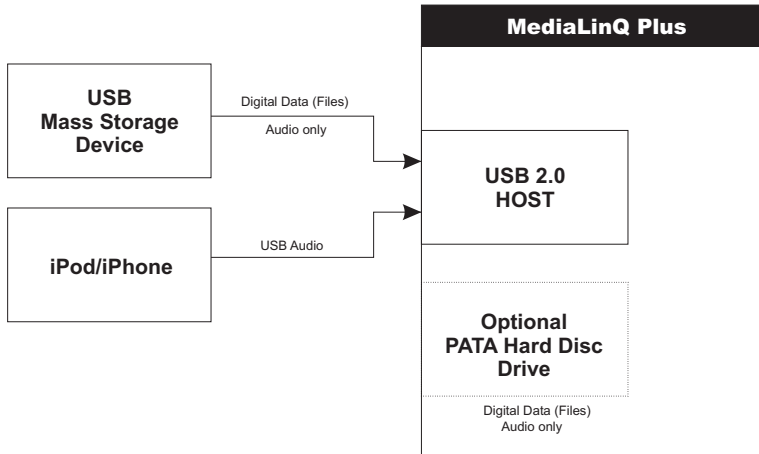 MediaLinQ Plus
USB
Mass Storage
Device
Digital Data (Files)
Audio only
USB 2.0
HOST
iPod/iPhone
USB Audio
Optional
PATA Hard Disc
Drive
Digital Data (Files)
Audio only